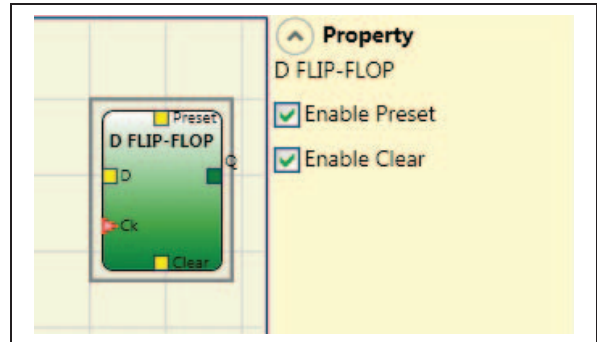 Property
D FLIP-FLOP
Enable Preset
Enable Clear
Preset
D FLIP-FLOP
Q
D
Ck
Clear